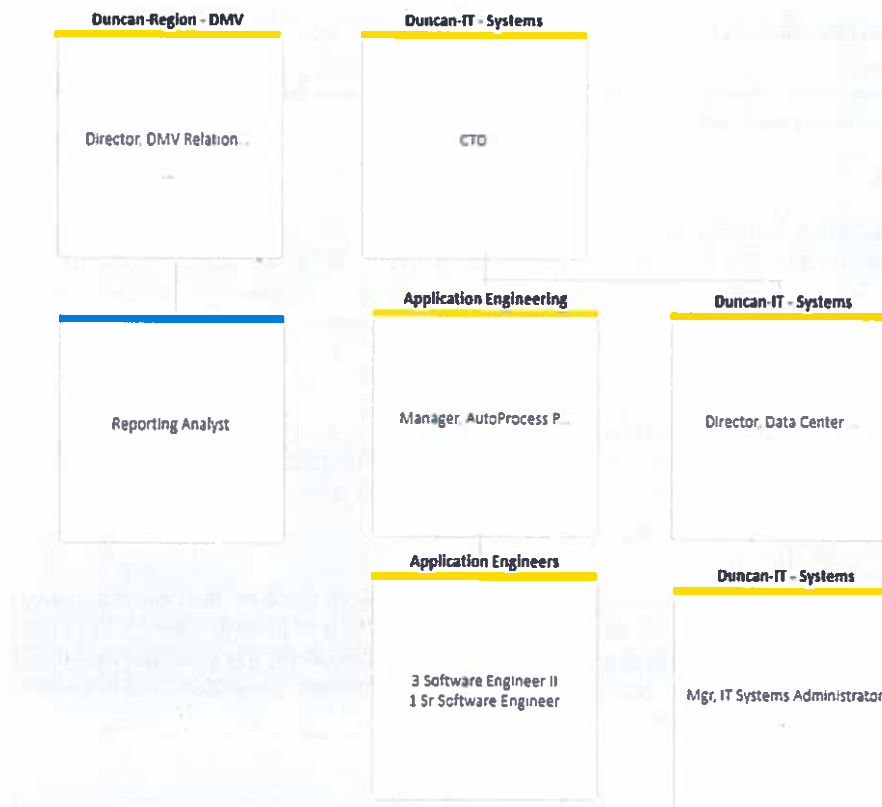 Duncan-Region - DMV
Duncan-IT - Systems
Director, DMV Relation...
...
CTO
Application Engineering
Duncan-IT - Systems
Reporting Analyst
Manager, AutoProcess P...
Director, Data Center ...
Application Engineers
Duncan-IT - Systems
3 Software Engineer II
1 Sr Software Engineer
Mgr, IT Systems Administrator